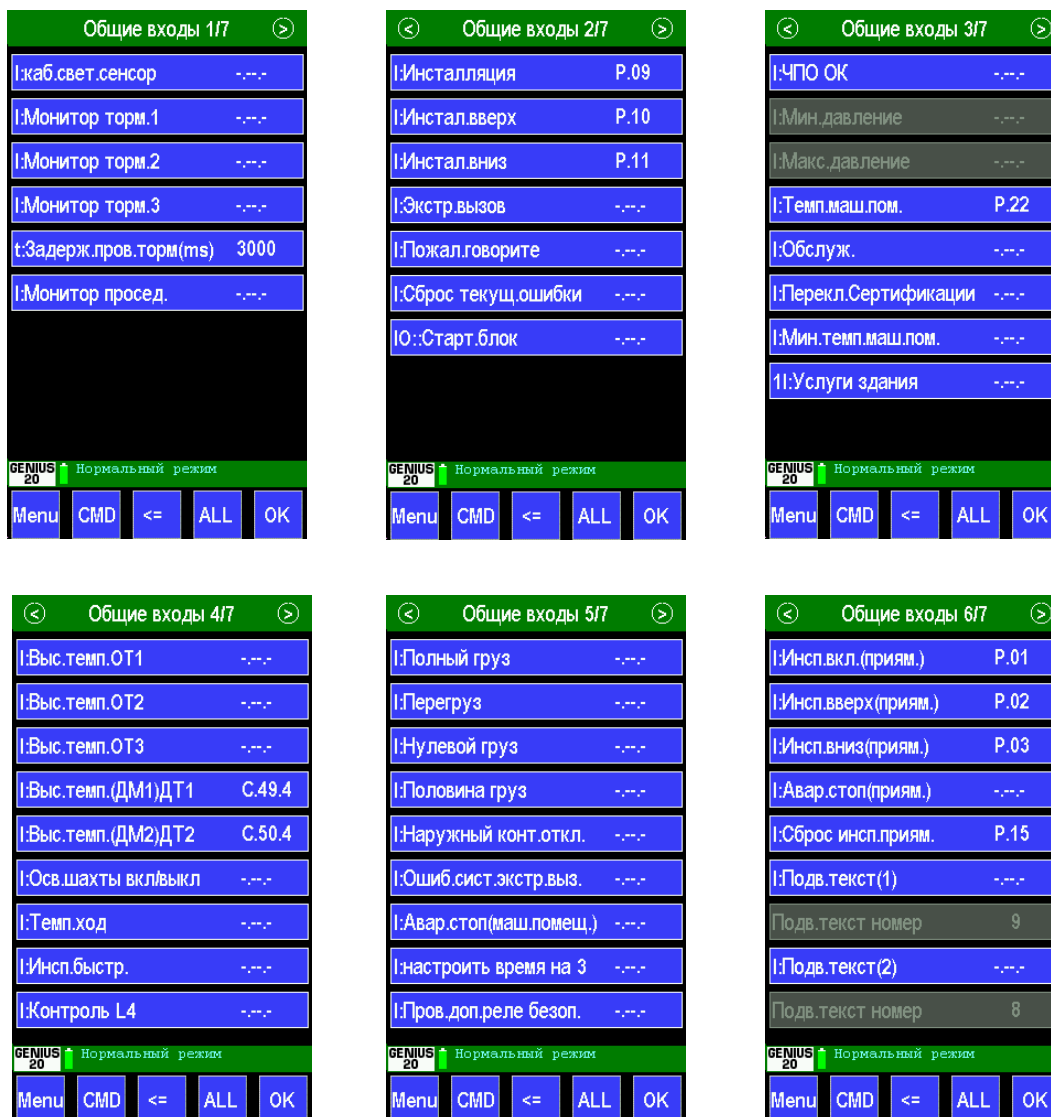 Общие входы 1/7 >
I:каб.свет.сенсор -.--.-
I:Монитор торм.1 -.--.-
I:Монитор торм.2 -.--.-
I:Монитор торм.3 -.--.-
t:Задерж.пров.торм(ms) 3000
I:Монитор просед. -.--.-
GENIUS 20 Нормальный режим
Menu CMD <= ALL OK
< Общие входы 2/7 >
I:Инсталляция P.09
I:Инстал.вверх P.10
I:Инстал.вниз P.11
I:Экстр.вызов -.--.-
I:Пожал.говорите -.--.-
I:Сброс текущ.ошибки -.--.-
IO::Старт.блок -.--.-
GENIUS 20 Нормальный режим
Menu CMD <= ALL OK
< Общие входы 3/7 >
I:ЧПО ОК -.--.-
I:Мин.давление -.--.-
I:Макс.давление -.--.-
I:Темп.маш.пом. P.22
I:Обслуж. -.--.-
I:Перекл.Сертификации -.--.-
I:Мин.темп.маш.пом. -.--.-
1I:Услуги здания -.--.-
GENIUS 20 Нормальный режим
Menu CMD <= ALL OK
< Общие входы 4/7 >
I:Выс.темп.ОТ1 -.--.-
I:Выс.темп.ОТ2 -.--.-
I:Выс.темп.ОТ3 -.--.-
I:Выс.темп.(ДМ1)ДТ1 C.49.4
I:Выс.темп.(ДМ2)ДТ2 C.50.4
I:Осв.шахты вкл/выкл -.--.-
I:Темп.ход -.--.-
I:Инсп.быстр. -.--.-
I:Контроль L4 -.--.-
GENIUS 20 Нормальный режим
Menu CMD <= ALL OK
< Общие входы 5/7 >
I:Полный груз -.--.-
I:Перегруз -.--.-
I:Нулевой груз -.--.-
I:Половина груз -.--.-
I:Наружный конт.откл. -.--.-
I:Ошиб.сист.экстр.выз. -.--.-
I:Авар.стоп(маш.помещ.) -.--.-
I:настроить время на 3 -.--.-
I:Пров.доп.реле безоп. -.--.-
GENIUS 20 Нормальный режим
Menu CMD <= ALL OK
< Общие входы 6/7 >
I:Инсп.вкл.(приям.) P.01
I:Инсп.вверх(приям.) P.02
I:Инсп.вниз(приям.) P.03
I:Авар.стоп(приям.) -.--.-
I:Сброс инсп.приям. P.15
I:Подв.текст(1) -.--.-
Подв.текст номер 9
I:Подв.текст(2) -.--.-
Подв.текст номер 8
GENIUS 20 Нормальный режим
Menu CMD <= ALL OK